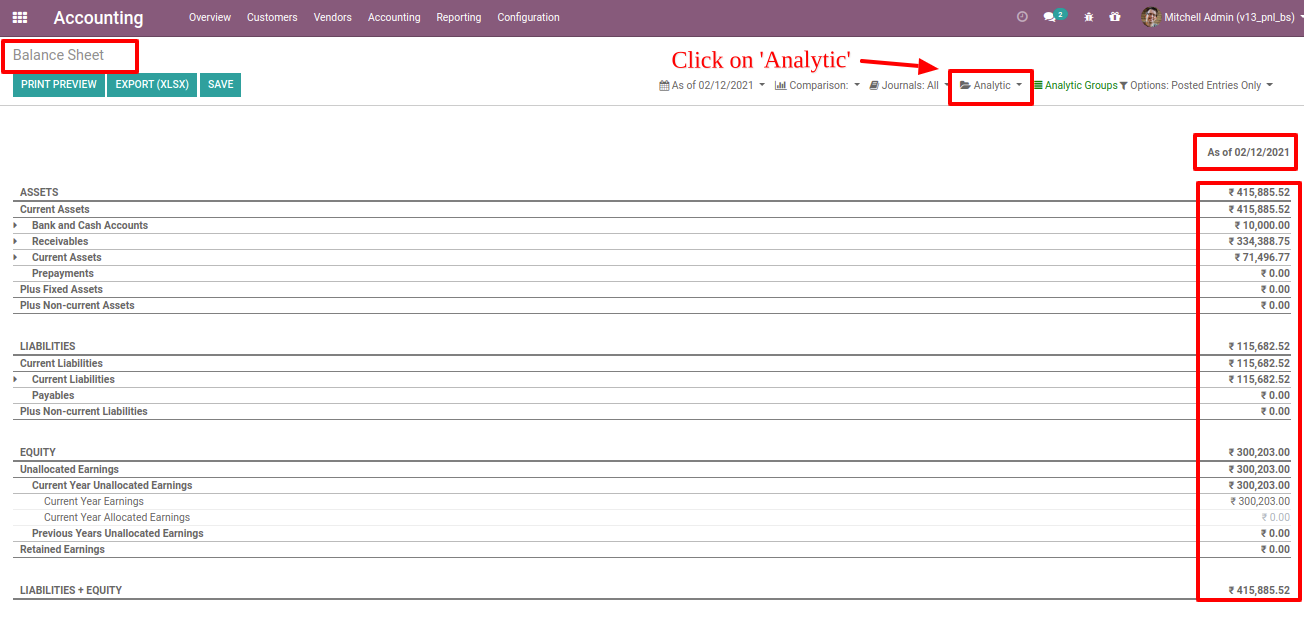 Accounting Overview Customers Vendors Accounting Reporting Configuration 2 Mitchell Admin (v13_pnl_bs)
Balance Sheet
Click on 'Analytic'
PRINT PREVIEW EXPORT (XLSX) SAVE As of 02/12/2021 Comparison: Journals: All Analytic Analytic Groups Options: Posted Entries Only
As of 02/12/2021
ASSETS ₹ 415,885.52
Current Assets ₹ 415,885.52
Bank and Cash Accounts ₹ 10,000.00
Receivables ₹ 334,388.75
Current Assets ₹ 71,496.77
Prepayments ₹ 0.00
Plus Fixed Assets ₹ 0.00
Plus Non-current Assets ₹ 0.00
LIABILITIES ₹ 115,682.52
Current Liabilities ₹ 115,682.52
Current Liabilities ₹ 115,682.52
Payables ₹ 0.00
Plus Non-current Liabilities ₹ 0.00
EQUITY ₹ 300,203.00
Unallocated Earnings ₹ 300,203.00
Current Year Unallocated Earnings ₹ 300,203.00
Current Year Earnings ₹ 300,203.00
Current Year Allocated Earnings ₹ 0.00
Previous Years Unallocated Earnings ₹ 0.00
Retained Earnings ₹ 0.00
LIABILITIES + EQUITY ₹ 415,885.52